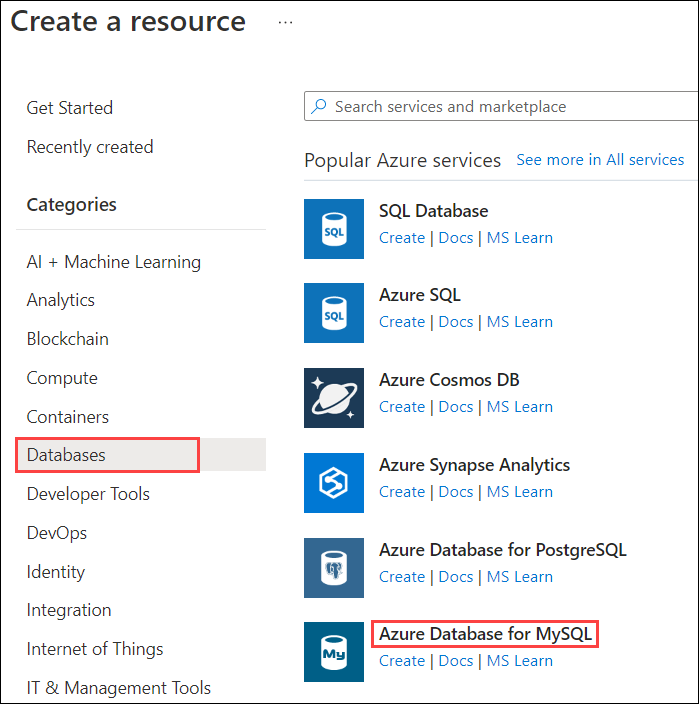 Create a resource ...
Get Started
Recently created
Categories
AI + Machine Learning
Analytics
Blockchain
Compute
Containers
Databases
Developer Tools
DevOps
Identity
Integration
Internet of Things
IT & Management Tools
Search services and marketplace
Popular Azure services See more in All services
SQL
SQL Database
Create | Docs | MS Learn
SQL
Azure SQL
Create | Docs | MS Learn
Azure Cosmos DB
Create | Docs | MS Learn
Azure Synapse Analytics
Create | Docs | MS Learn
Azure Database for PostgreSQL
Create | Docs | MS Learn
My
Azure Database for MySQL
Create | Docs | MS Learn